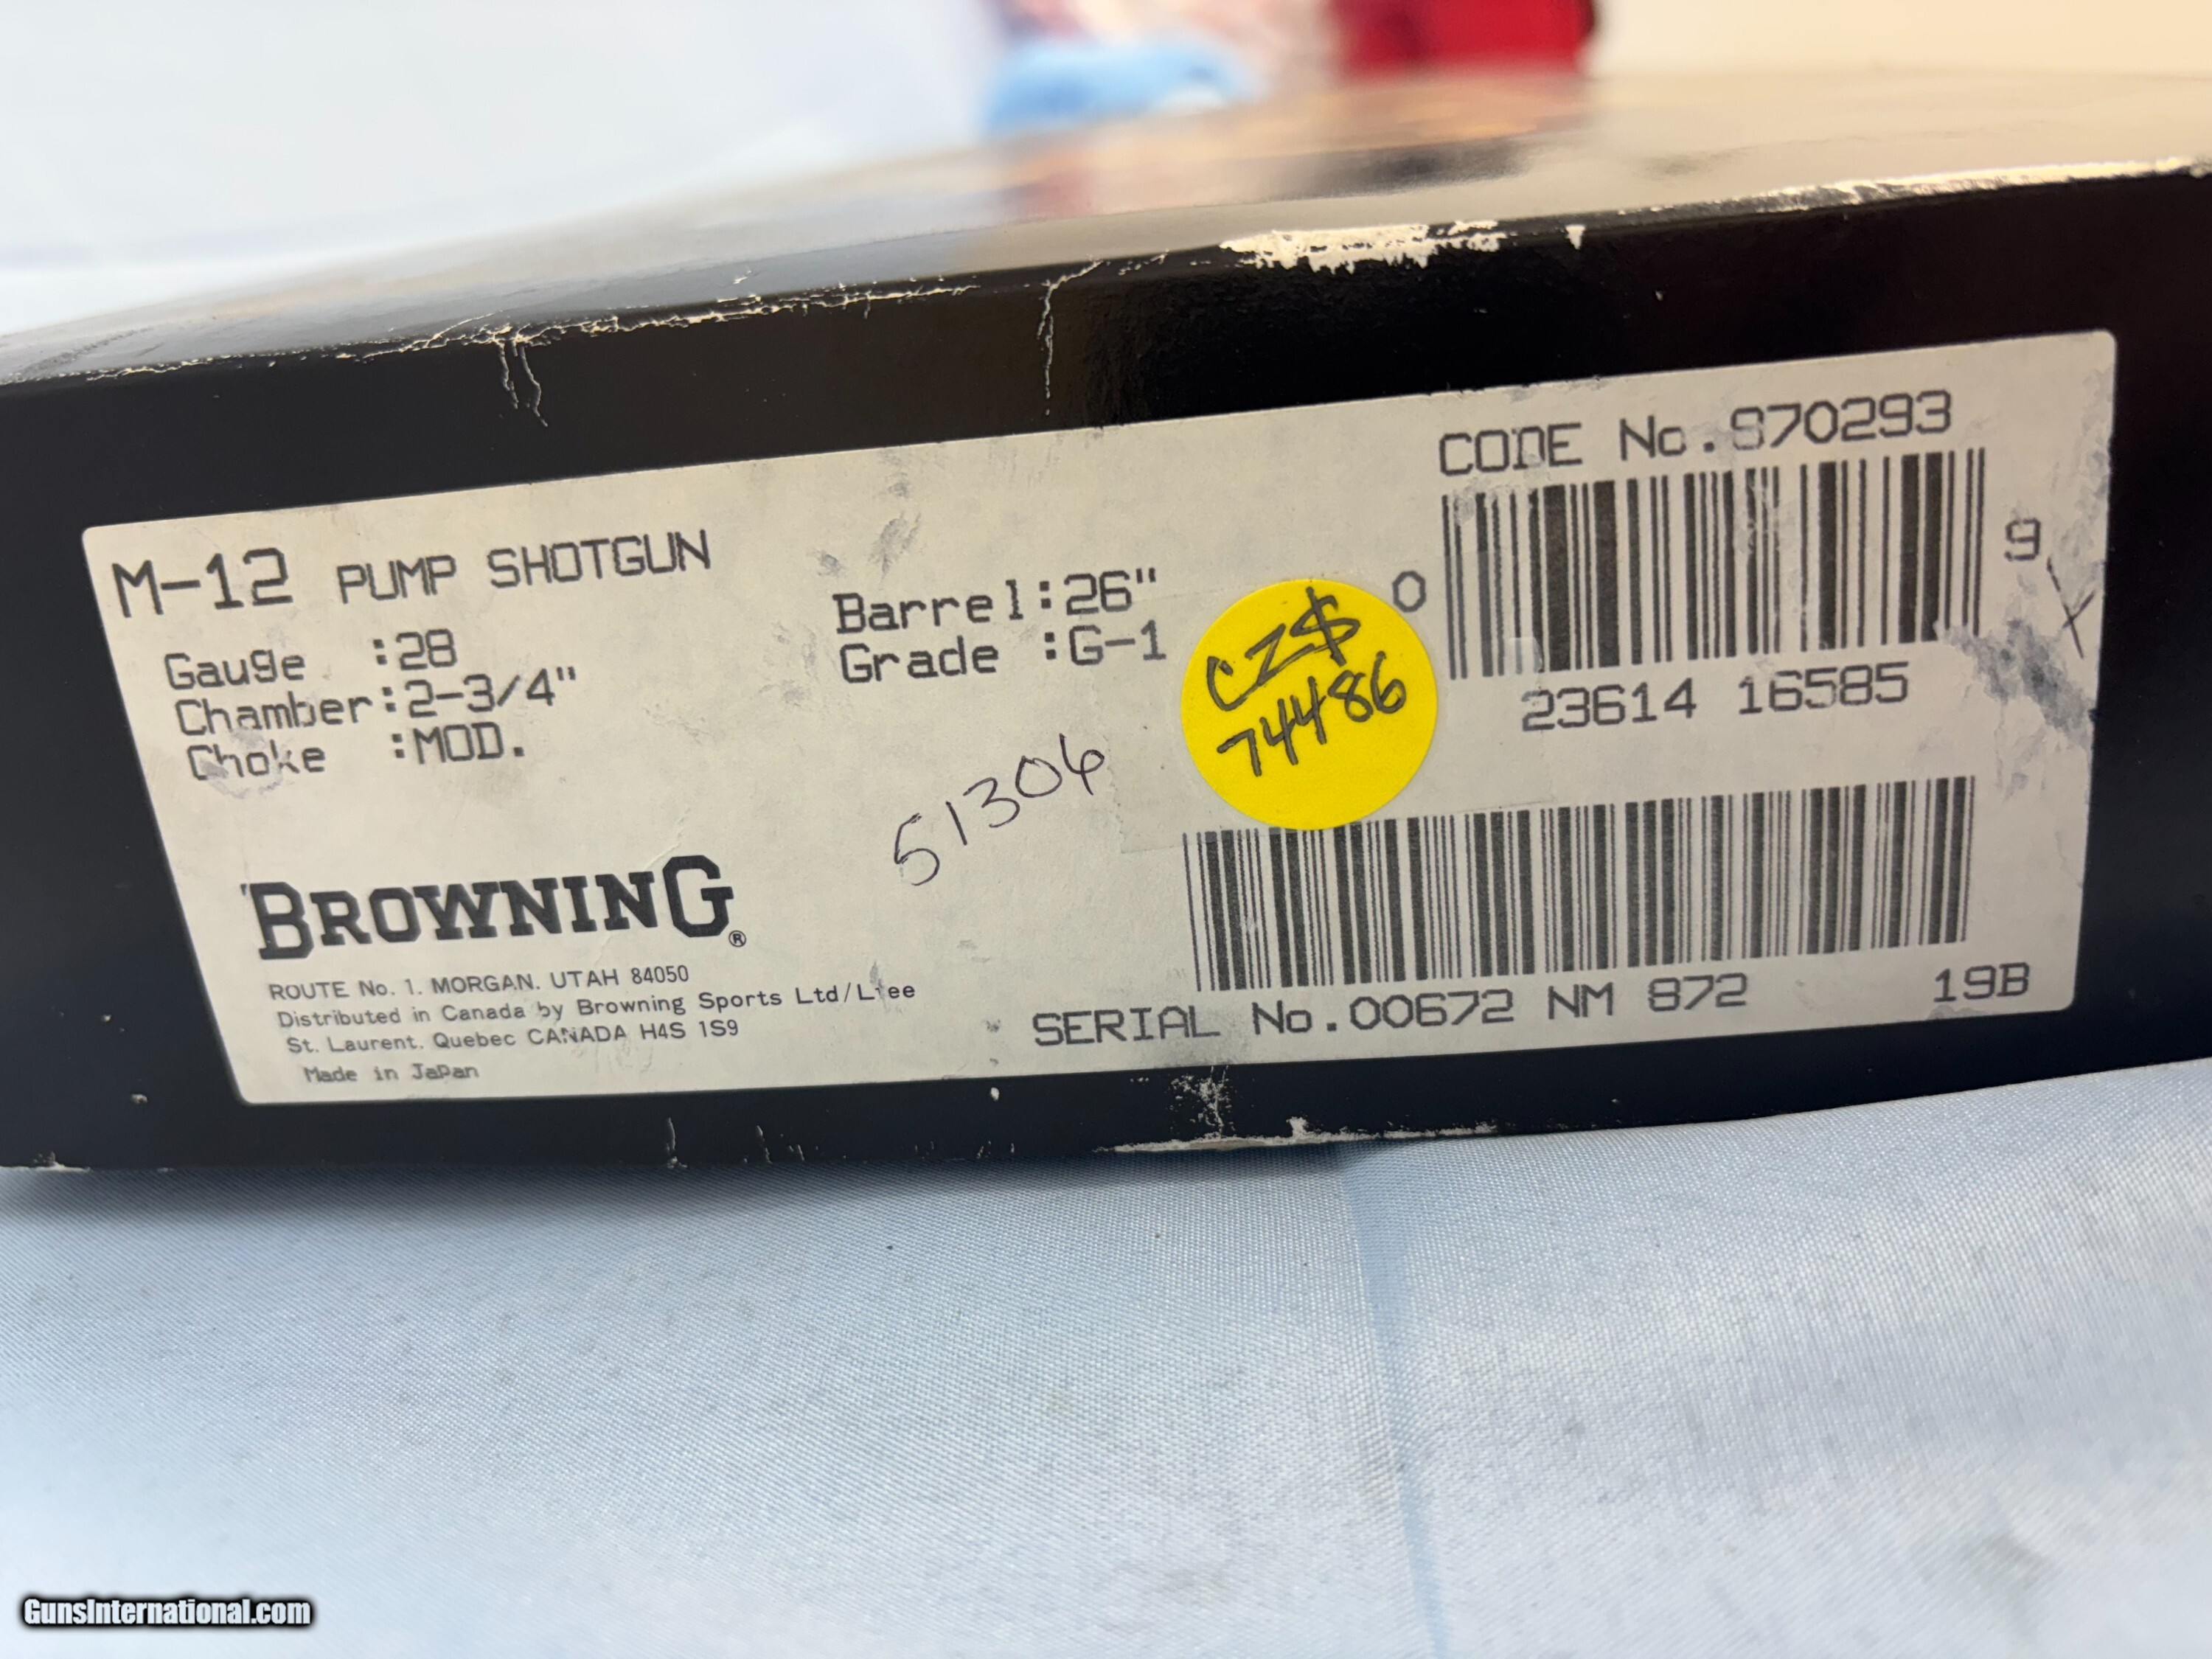 M-12 PUMP SHOTGUN
Gauge :28
Chamber:2-3/4"
Choke :MOD.
Barrel:26"
Grade :G-1
CODE No.970293
0 9
23614 16585
CZ$
74486
51306
BROWNING®
ROUTE No. 1. MORGAN. UTAH 84050
Distributed in Canada by Browning Sports Ltd/Ltee
St. Laurent. Quebec CANADA H4S 1S9
Made in Japan
SERIAL No.00672 NM 872 19B
GunsInternational.com